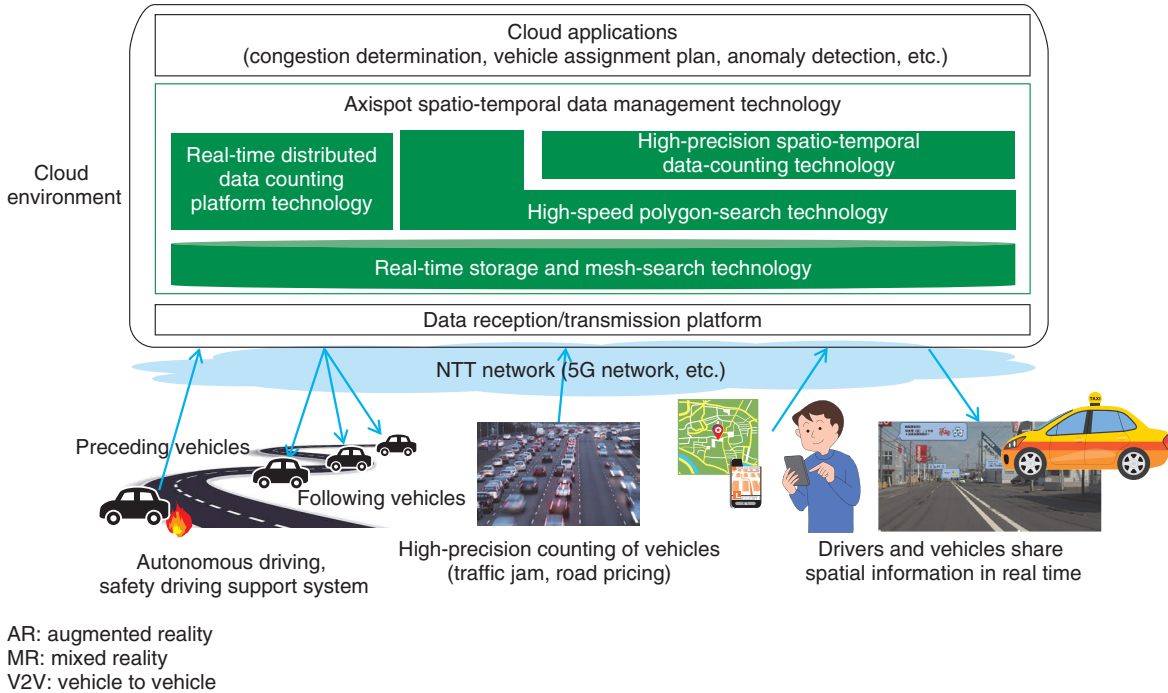 Cloud applications
(congestion determination, vehicle assignment plan, anomaly detection, etc.)
Axispot spatio-temporal data management technology
Real-time distributed
data counting
platform technology
High-precision spatio-temporal
data-counting technology
High-speed polygon-search technology
Real-time storage and mesh-search technology
Cloud
environment
Data reception/transmission platform
NTT network (5G network, etc.)
Preceding vehicles
Following vehicles
TAXI
Autonomous driving,
safety driving support system
High-precision counting of vehicles
(traffic jam, road pricing)
Drivers and vehicles share
spatial information in real time
AR: augmented reality
MR: mixed reality
V2V: vehicle to vehicle